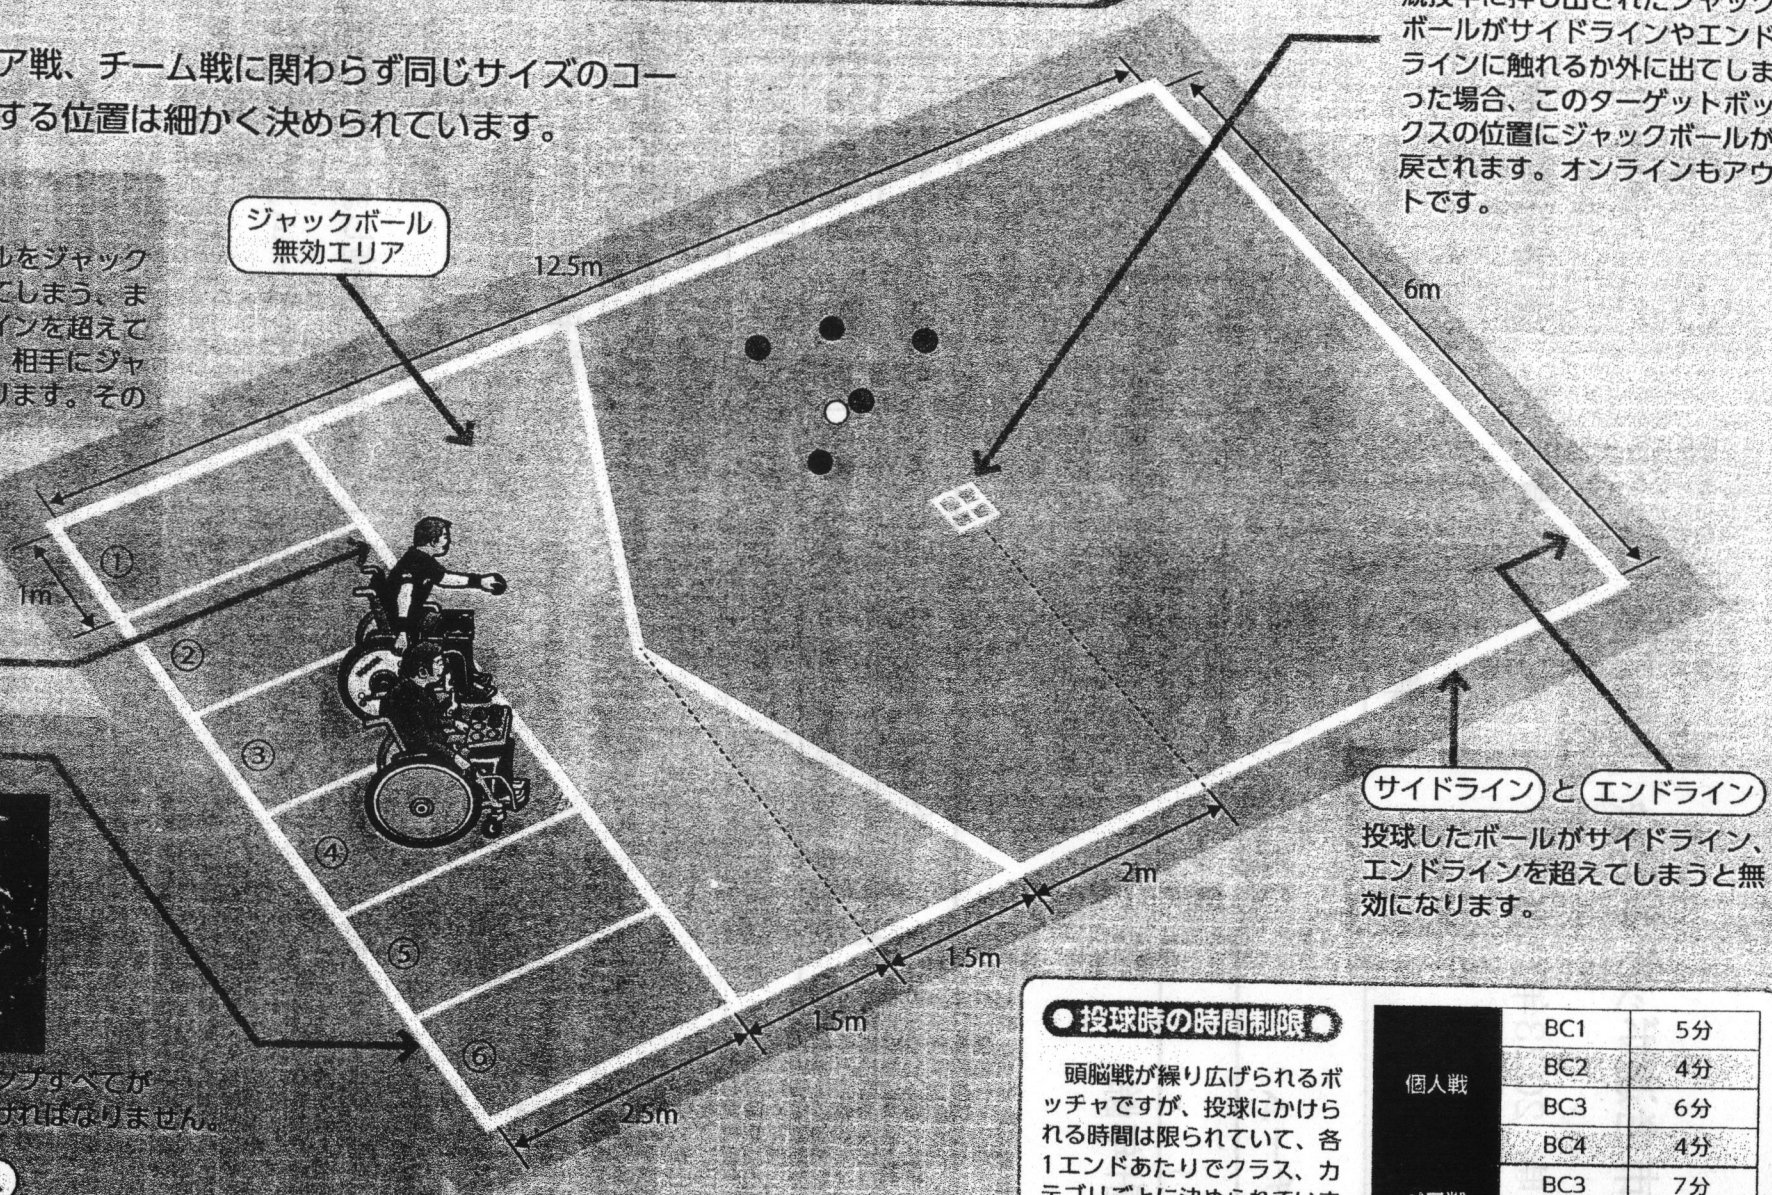 ア戦、チーム戦に関わらず同じサイズのコー
する位置は細かく決められています。
ボールがサイドラインやエンド
ラインに触れるか外に出てしま
った場合、このターゲットボッ
クスの位置にジャックボールが
戻されます。オンラインもアウ
トです。
ジャックボール
無効エリア
12.5m
6m
ルをジャック
てしまう、ま
インを超えて
相手にジャ
ります。その
①
1m
②
③
④
⑤
⑥
2m
1.5m
1.5m
2.5m
サイドライン と エンドライン
投球したボールがサイドライン、
エンドラインを超えてしまうと無
効になります。
すべてが
ければなりません。
投球時の時間制限
頭脳戦が繰り広げられるボ
ッチャですが、投球にかけら
れる時間は限られていて、各
1エンドあたりでクラス、カ
個人戦
BC1 5分
BC2 4分
BC3 6分
BC4 4分
BC3 7分